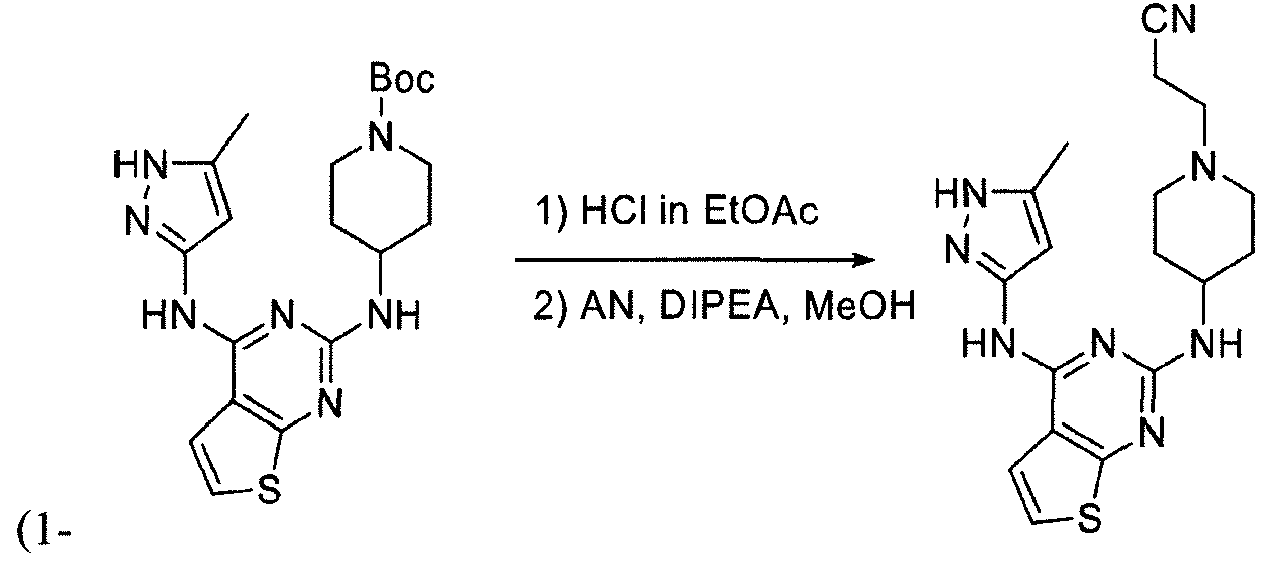 CN
Boc
N
HN
N
HN
N
NH
N
S
1) HCl in EtOAc
2) AN, DIPEA, MeOH
N
HN
N
HN
N
NH
N
S
(1-